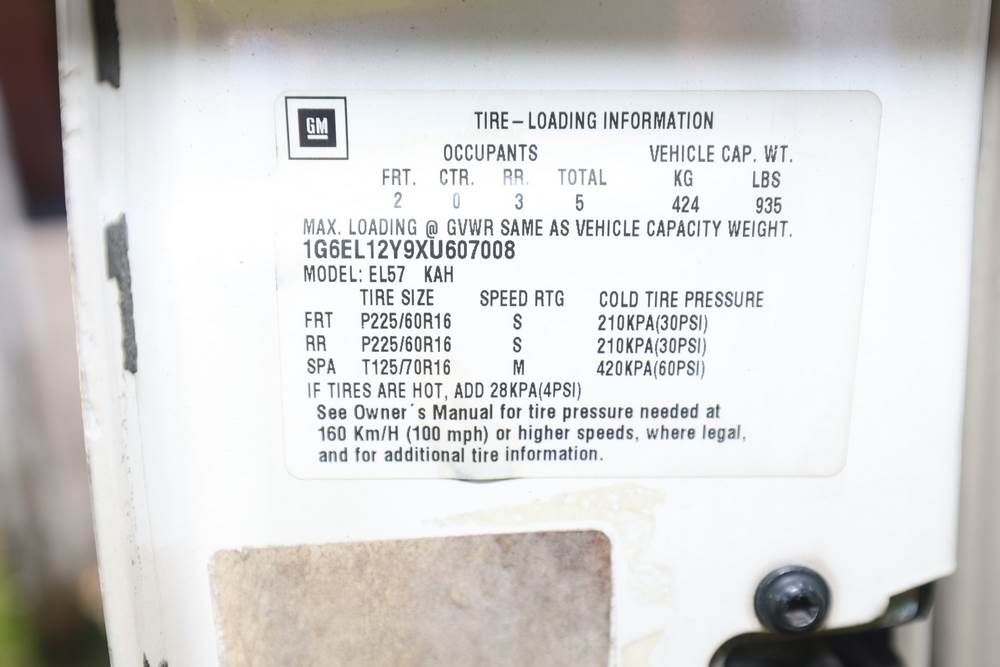 GM
TIRE – LOADING INFORMATION
OCCUPANTS VEHICLE CAP. WT.
FRT. CTR. RR. TOTAL KG LBS
2 0 3 5 424 935
MAX. LOADING @ GVWR SAME AS VEHICLE CAPACITY WEIGHT.
1G6EL12Y9XU607008
MODEL: EL57 KAH
TIRE SIZE SPEED RTG COLD TIRE PRESSURE
FRT P225/60R16 S 210KPA(30PSI)
RR P225/60R16 S 210KPA(30PSI)
SPA T125/70R16 M 420KPA(60PSI)
IF TIRES ARE HOT, ADD 28KPA(4PSI)
See Owner´s Manual for tire pressure needed at
160 Km/H (100 mph) or higher speeds, where legal,
and for additional tire information.